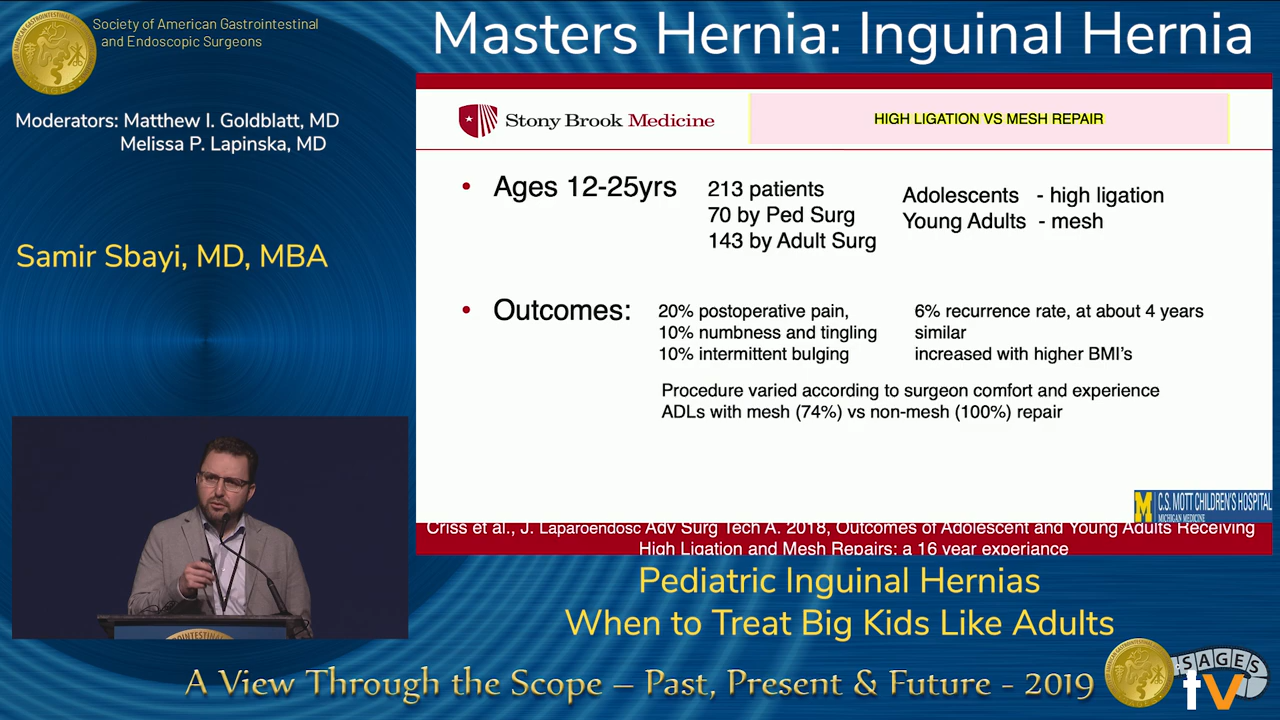 Society of American Gastrointestinal
and Endoscopic Surgeons
Masters Hernia: Inguinal Hernia
Moderators: Matthew I. Goldblatt, MD
Melissa P. Lapinska, MD
Samir Sbayi, MD, MBA
Stony Brook Medicine
HIGH LIGATION VS MESH REPAIR
• Ages 12-25yrs
213 patients
70 by Ped Surg
143 by Adult Surg
Adolescents - high ligation
Young Adults - mesh
• Outcomes:
20% postoperative pain,
10% numbness and tingling
10% intermittent bulging
6% recurrence rate, at about 4 years
similar
increased with higher BMI's
Procedure varied according to surgeon comfort and experience
ADLs with mesh (74%) vs non-mesh (100%) repair
M C.S. MOTT CHILDREN'S HOSPITAL
MICHIGAN MEDICINE
Criss et al., J. Laparoendosc Adv Surg Tech A. 2018, Outcomes of Adolescent and Young Adults Receiving
High Ligation and Mesh Repairs: a 16 year experiance
Pediatric Inguinal Hernias
When to Treat Big Kids Like Adults
A View Through the Scope – Past, Present & Future - 2019
SAGES
tv